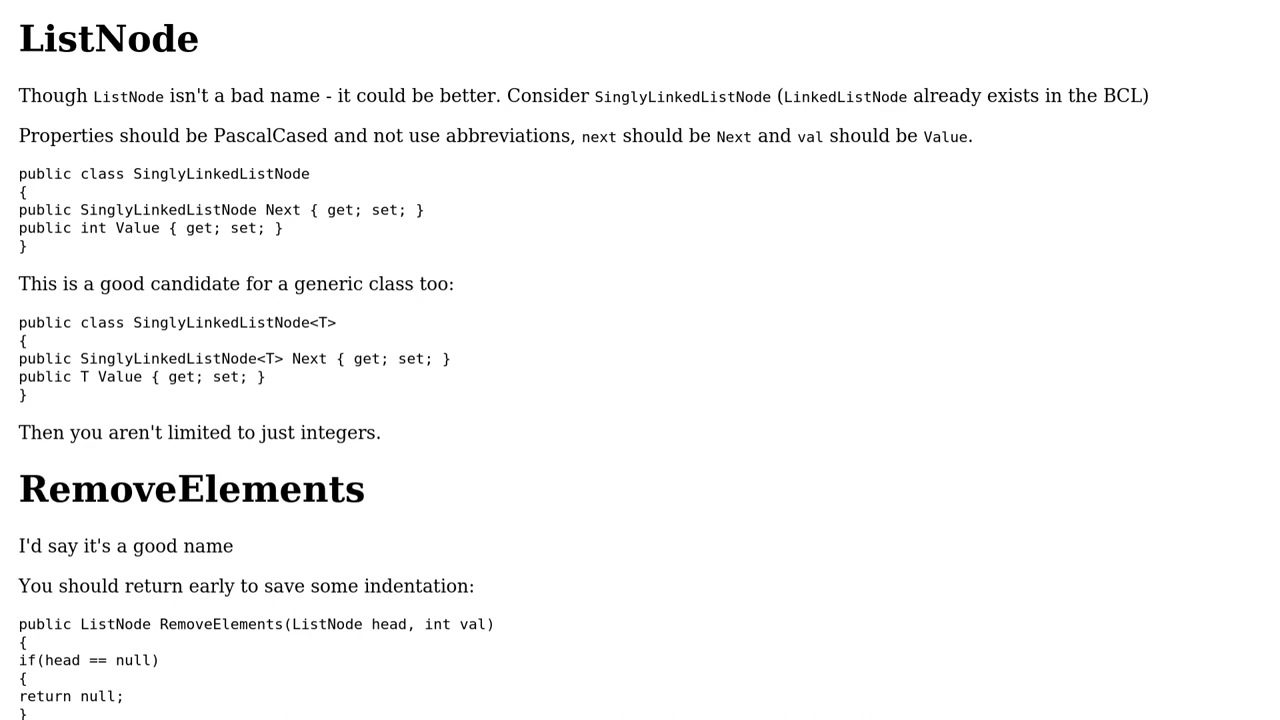 ListNode
Though ListNode isn't a bad name - it could be better. Consider SinglyLinkedListNode (LinkedListNode already exists in the BCL)
Properties should be PascalCased and not use abbreviations, next should be Next and val should be Value.
public class SinglyLinkedListNode
{
public SinglyLinkedListNode Next { get; set; }
public int Value { get; set; }
}
This is a good candidate for a generic class too:
public class SinglyLinkedListNode<T>
{
public SinglyLinkedListNode<T> Next { get; set; }
public T Value { get; set; }
}
Then you aren't limited to just integers.
RemoveElements
I'd say it's a good name
You should return early to save some indentation:
public ListNode RemoveElements(ListNode head, int val)
{
if(head == null)
{
return null;
}